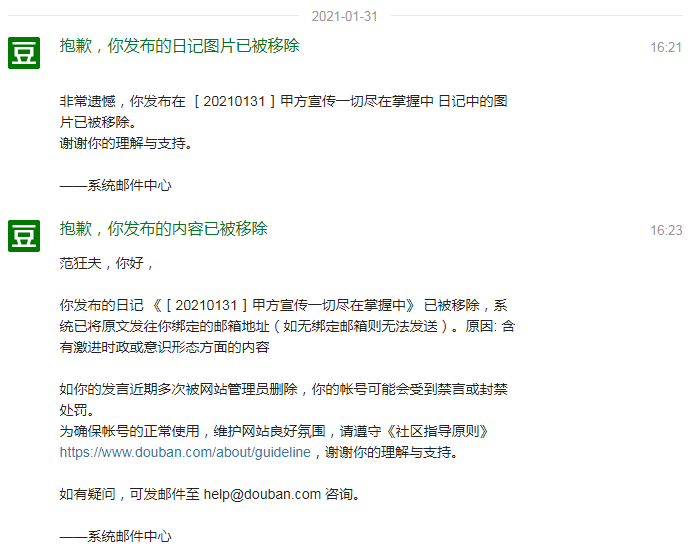 2021-01-31
豆
抱歉，你发布的日记图片已被移除
16:21
非常遗憾，你发布在［20210131］甲方宣传一切尽在掌握中 日记中的图
片已被移除。
谢谢你的理解与支持。
——系统邮件中心
豆
抱歉，你发布的内容已被移除
16:23
范狂夫，你好，
你发布的日记《［20210131］甲方宣传一切尽在掌握中》 已被移除，系
统已将原文发往你绑定的邮箱地址（如无绑定邮箱则无法发送）。原因: 含
有激进时政或意识形态方面的内容
如你的发言近期多次被网站管理员删除，你的帐号可能会受到禁言或封禁
处罚。
为确保帐号的正常使用，维护网站良好氛围，请遵守《社区指导原则》
https://www.douban.com/about/guideline，谢谢你的理解与支持。
如有疑问，可发邮件至 help@douban.com 咨询。
——系统邮件中心